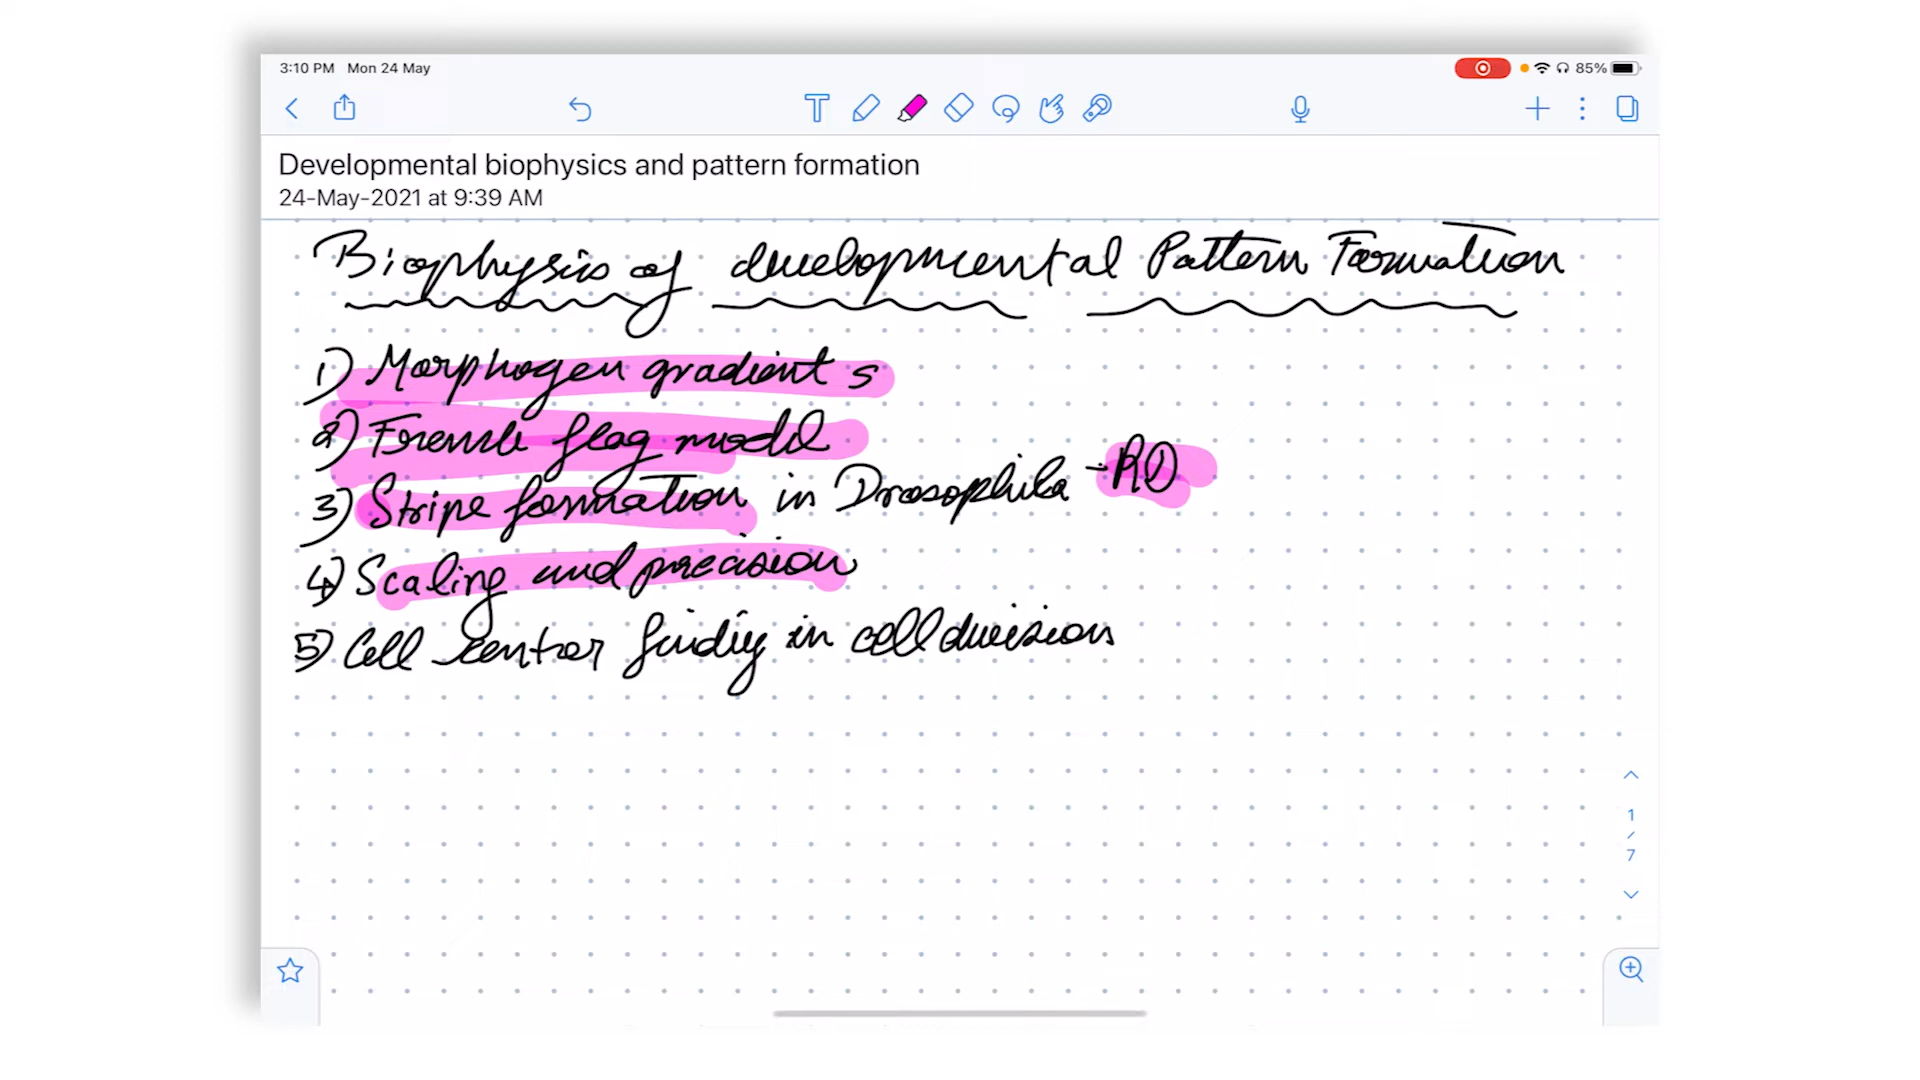 3:10 PM Mon 24 May 85%
Developmental biophysics and pattern formation
24-May-2021 at 9:39 AM
Biophysics of developmental Pattern Formation
1) Morphogen gradients
2) French flag model
3) Stripe formation in Drosophila - RD
4) Scaling and precision
5) Cell center finding in cell division
1
/
7